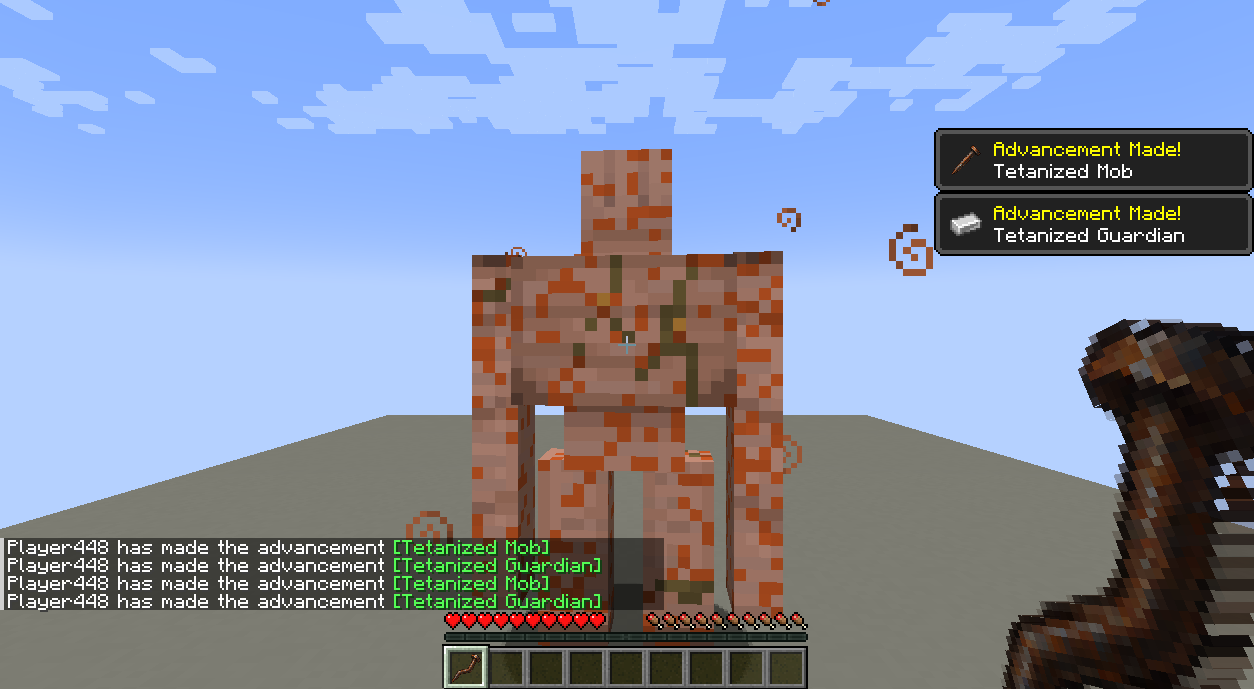 Advancement Made!
Tetanized Mob
Advancement Made!
Tetanized Guardian
Player448 has made the advancement [Tetanized Mob]
Player448 has made the advancement [Tetanized Guardian]
Player448 has made the advancement [Tetanized Mob]
Player448 has made the advancement [Tetanized Guardian]